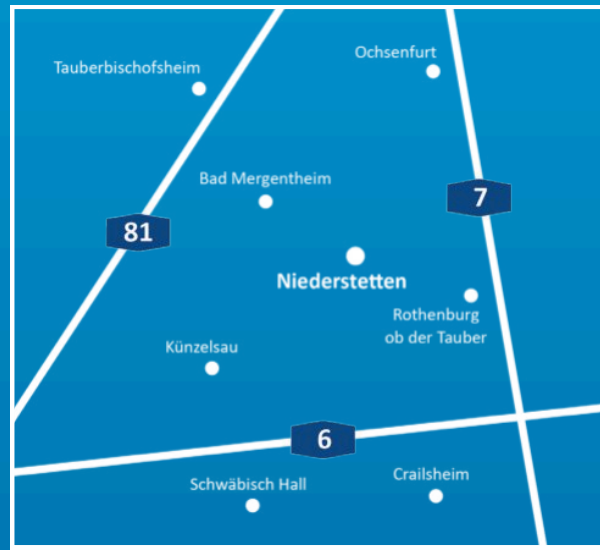 Ochsenfurt
Tauberbischofsheim
Bad Mergentheim
7
81
Niederstetten
Rothenburg
ob der Tauber
Künzelsau
6
Crailsheim
Schwäbisch Hall